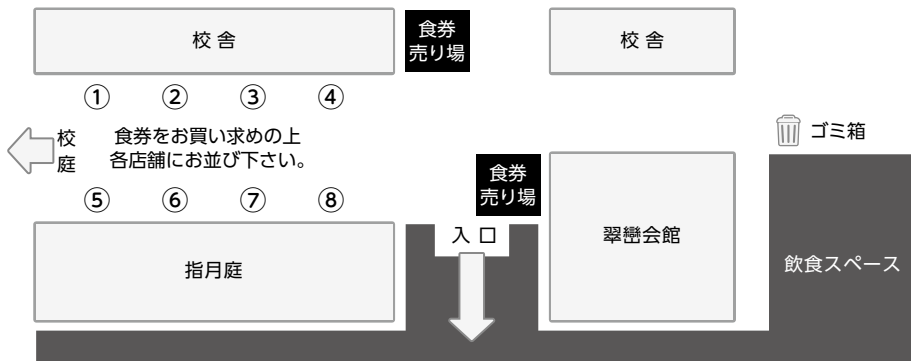 校 舎
食券
売り場
校 舎
① ② ③ ④
校
庭
食券をお買い求めの上
各店舗にお並び下さい。
ゴミ箱
⑤ ⑥ ⑦ ⑧
食券
売り場
入 口
翠巒会館
指月庭
飲食スペース